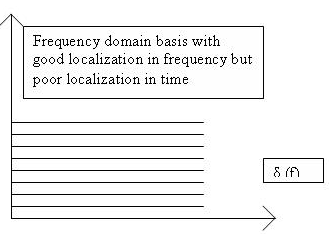 Frequency domain basis with
good localization in frequency but
poor localization in time
δ (f)